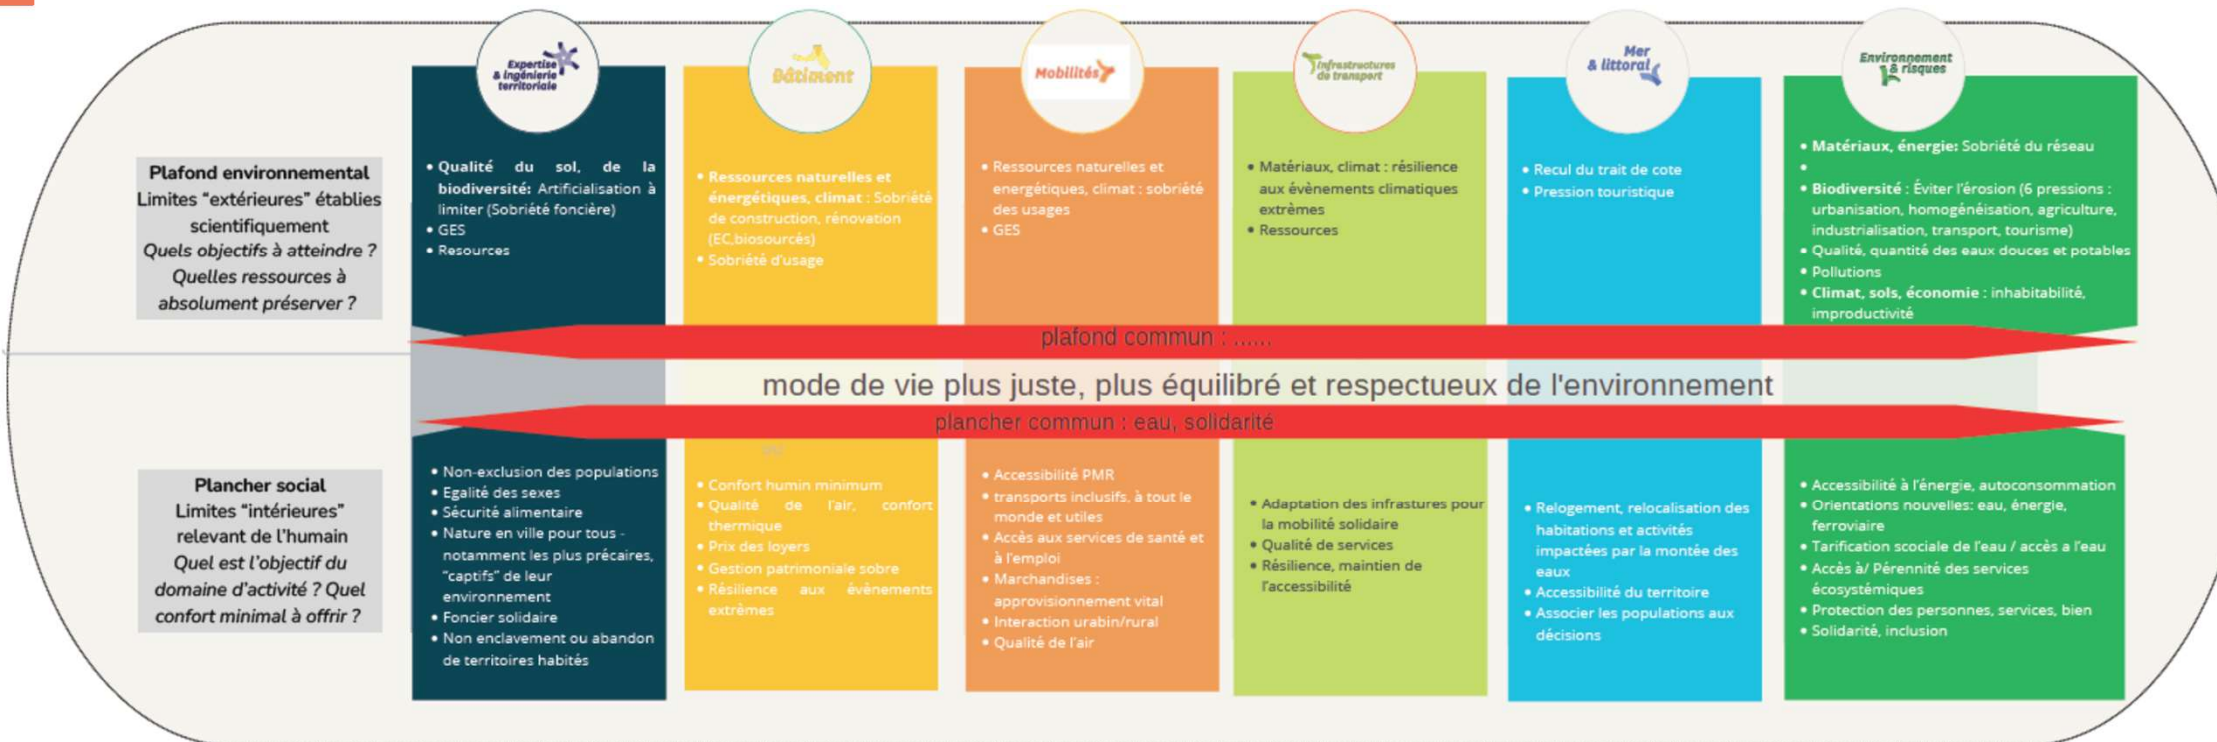 Expertise
& ingénierie
territoriale
Bâtiment
Mobilités
Infrastructures
de transport
Mer
& littoral
Environnement
& risques
Plafond environnemental
Limites “extérieures” établies
scientifiquement
Quels objectifs à atteindre ?
Quelles ressources à
absolument préserver ?
• Qualité du sol, de la
biodiversité: Artificialisation à
limiter (Sobriété foncière)
• GES
• Resources
• Ressources naturelles et
énergétiques, climat : Sobriété
de construction, rénovation
(EC,biosourcés)
• Sobriété d'usage
• Ressources naturelles et
energétiques, climat : sobriété
des usages
• GES
• Matériaux, climat : résilience
aux évènements climatiques
extrêmes
• Ressources
• Recul du trait de cote
• Pression touristique
• Matériaux, énergie: Sobriété du réseau
•
• Biodiversité : Éviter l'érosion (6 pressions :
urbanisation, homogénéisation, agriculture,
industrialisation, transport, tourisme)
• Qualité, quantité des eaux douces et potables
• Pollutions
• Climat, sols, économie : inhabitabilité,
improductivité
plafond commun : ......
mode de vie plus juste, plus équilibré et respectueux de l'environnement
plancher commun : eau, solidarité
Plancher social
Limites “intérieures”
relevant de l'humain
Quel est l'objectif du
domaine d'activité ? Quel
confort minimal à offrir ?
• Non-exclusion des populations
• Egalité des sexes
• Sécurité alimentaire
• Nature en ville pour tous -
notamment les plus précaires,
“captifs” de leur
environnement
• Foncier solidaire
• Non enclavement ou abandon
de territoires habités
• Confort humin minimum
• Qualité de l'air, confort
thermique
• Prix des loyers
• Gestion patrimoniale sobre
• Résilience aux évènements
extrêmes
• Accessibilité PMR
• transports inclusifs, à tout le
monde et utiles
• Accès aux services de santé et
à l'emploi
• Marchandises :
approvisionnement vital
• Interaction urabin/rural
• Qualité de l'air
• Adaptation des infrastures pour
la mobilité solidaire
• Qualité de services
• Résilience, maintien de
l'accessibilité
• Relogement, relocalisation des
habitations et activités
impactées par la montée des
eaux
• Accessibilité du territoire
• Associer les populations aux
décisions
• Accessibilité à l'énergie, autoconsommation
• Orientations nouvelles: eau, énergie,
ferroviaire
• Tarification scociale de l'eau / accès a l'eau
• Accès à/ Pérennité des services
écosystémiques
• Protection des personnes, services, bien
• Solidarité, inclusion